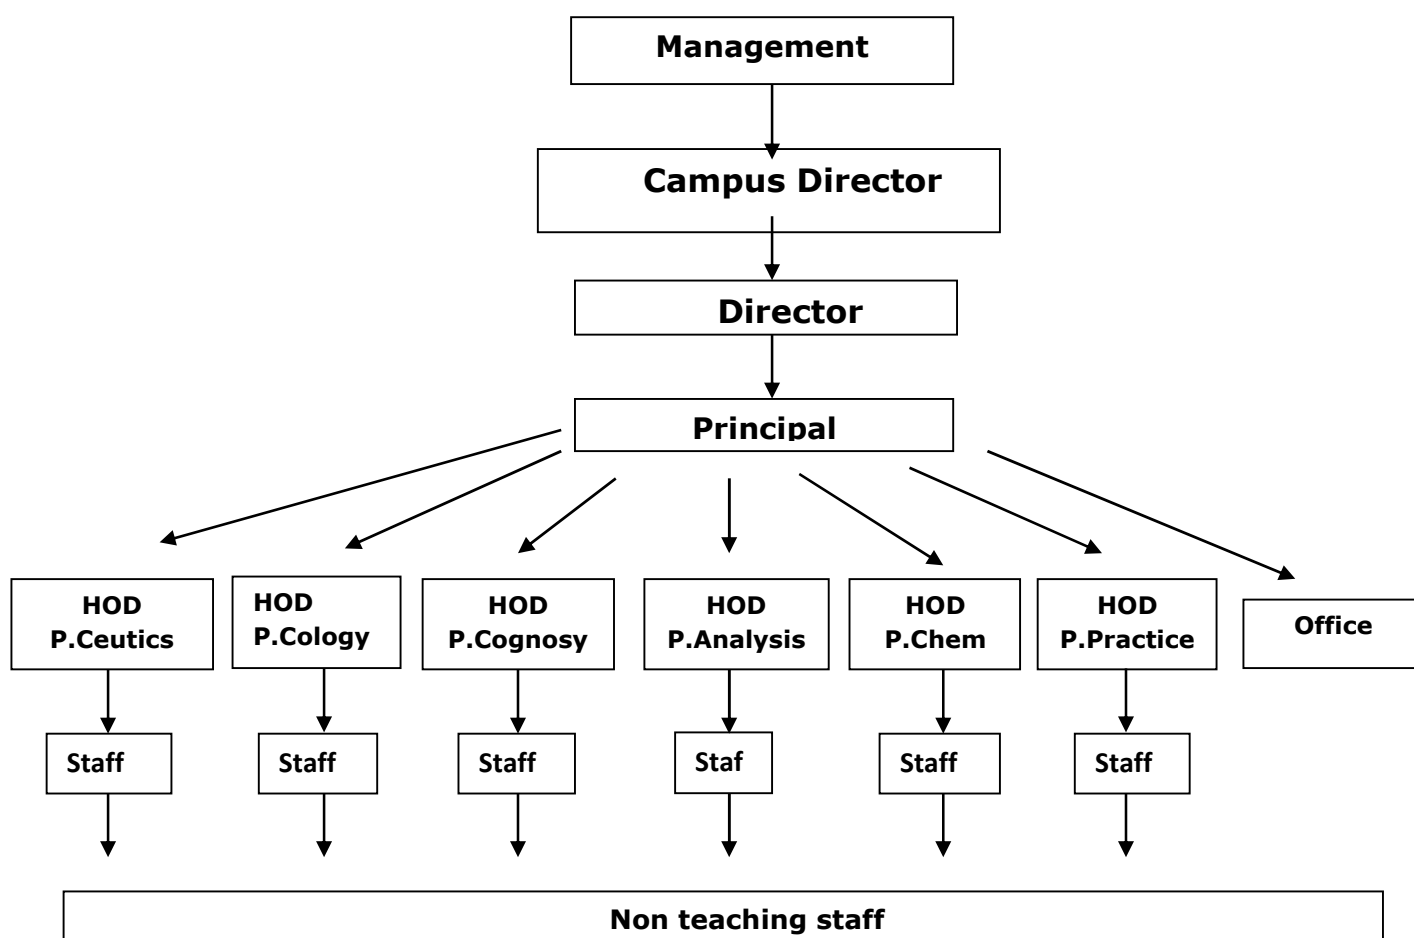 Management
Campus Director
Director
Principal
HOD
P.Ceutics
HOD
P.Cology
HOD
P.Cognosy
HOD
P.Analysis
HOD
P.Chem
HOD
P.Practice
Office
Staff
Staff
Staff
Staf
Staff
Staff
Non teaching staff